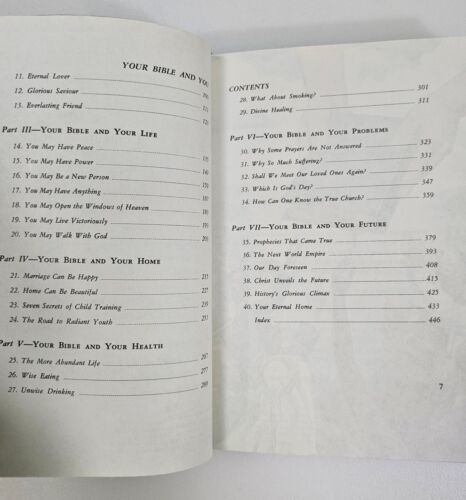 YOUR BIBLE AND YOU
11. Eternal Lover
12. Glorious Saviour
13. Everlasting Friend
Part III—YOUR BIBLE AND YOUR LIFE
14. You May Have Peace
15. You May Have Power
16. You May Be a New Person
17. You May Have Anything
18. You May Open the Windows of Heaven
19. You May Live Victoriously
20. You May Walk With God
Part IV—YOUR BIBLE AND YOUR HOME
21. Marriage Can Be Happy
22. Home Can Be Beautiful
23. Seven Secrets of Child Training
24. The Road to Radiant Youth
Part V—YOUR BIBLE AND YOUR HEALTH
25. The More Abundant Life 267
26. Wise Eating 277
27. Unwise Drinking
CONTENTS
28. What About Smoking? 301
29. Divine Healing 311
Part VI—YOUR BIBLE AND YOUR PROBLEMS
30. Why Some Prayers Are Not Answered 323
31. Why So Much Suffering? 331
32. Shall We Meet Our Loved Ones Again? 339
33. Which Is God's Day? 347
34. How Can One Know the True Church? 359
Part VII—YOUR BIBLE AND YOUR FUTURE
35. Prophecies That Came True 379
36. The Next World Empire 393
37. Our Day Foreseen 408
38. Christ Unveils the Future 415
39. History's Glorious Climax 425
40. Your Eternal Home 433
Index 446
7